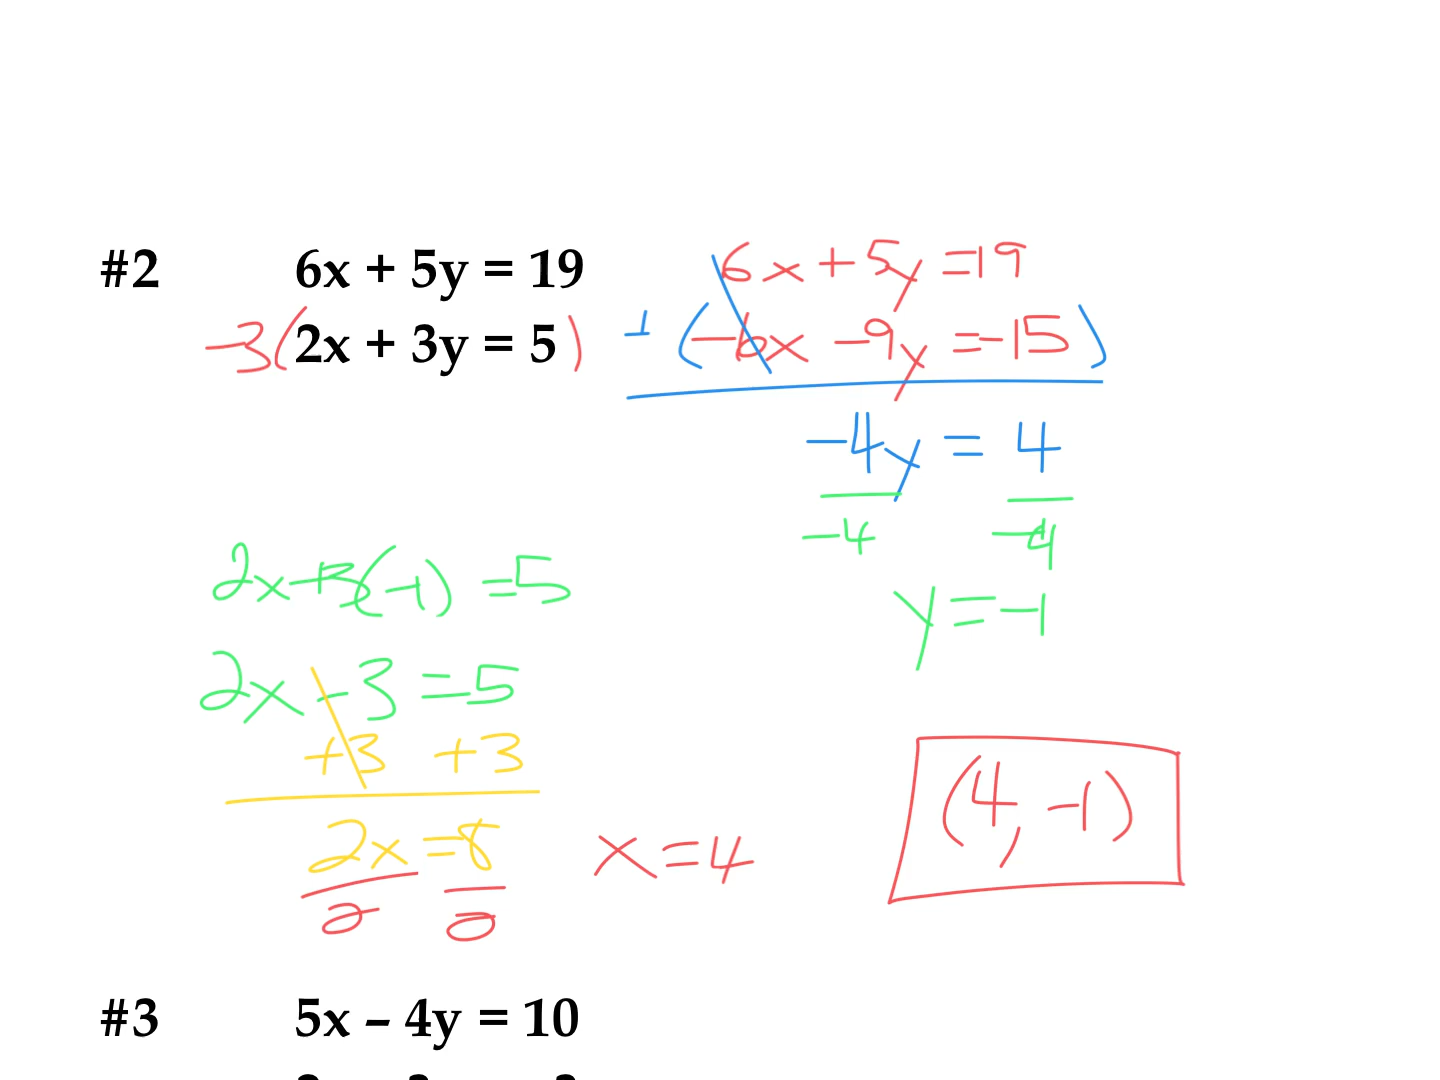 #2 6x + 5y = 19
-3( 2x + 3y = 5 )
6x + 5y = 19
+ ( -6x - 9y = -15 )
-4y = 4
-4 -4
y = -1
2x + 3(-1) = 5
2x - 3 = 5
+3 +3
2x = 8
2 2
x = 4
(4, -1)
#3 5x – 4y = 10